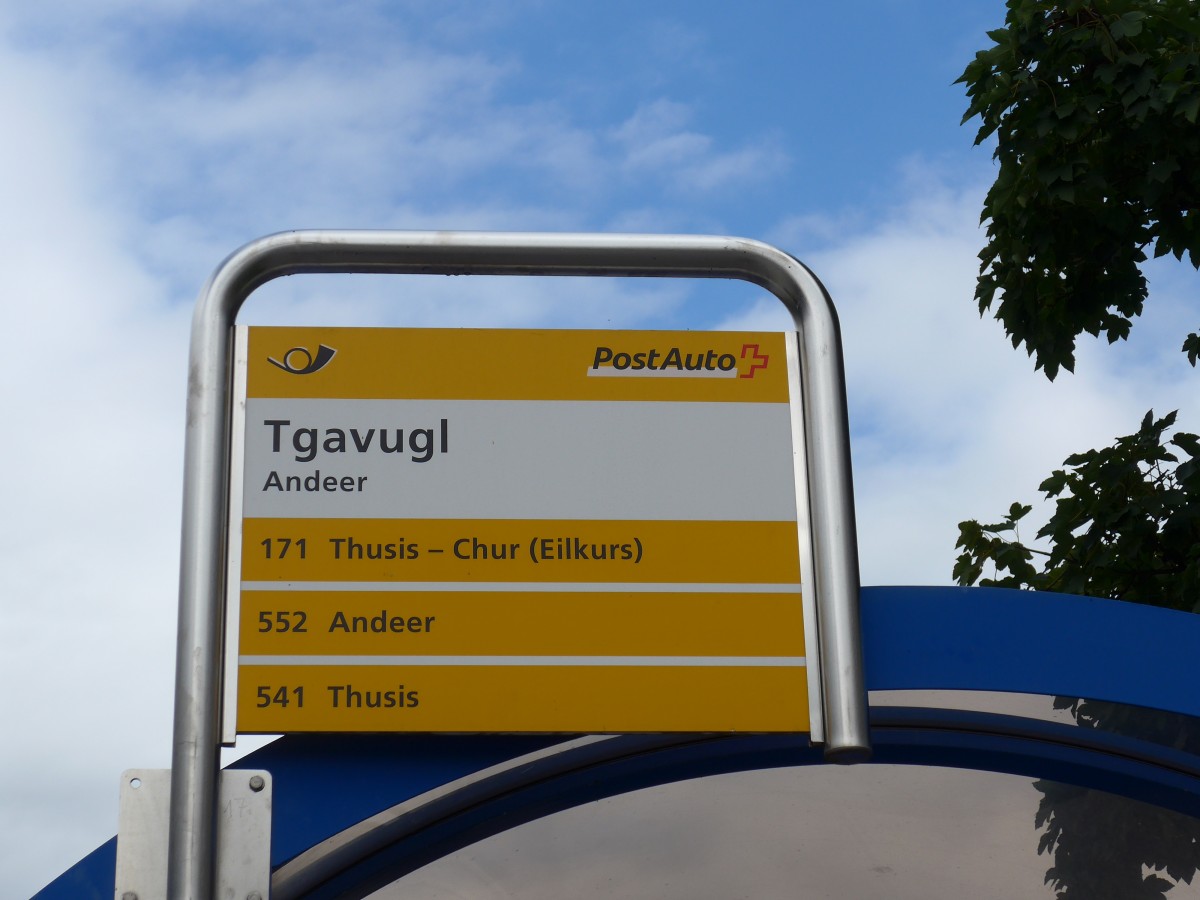 PostAuto
Tgavugl
Andeer
171 Thusis – Chur (Eilkurs)
552 Andeer
541 Thusis